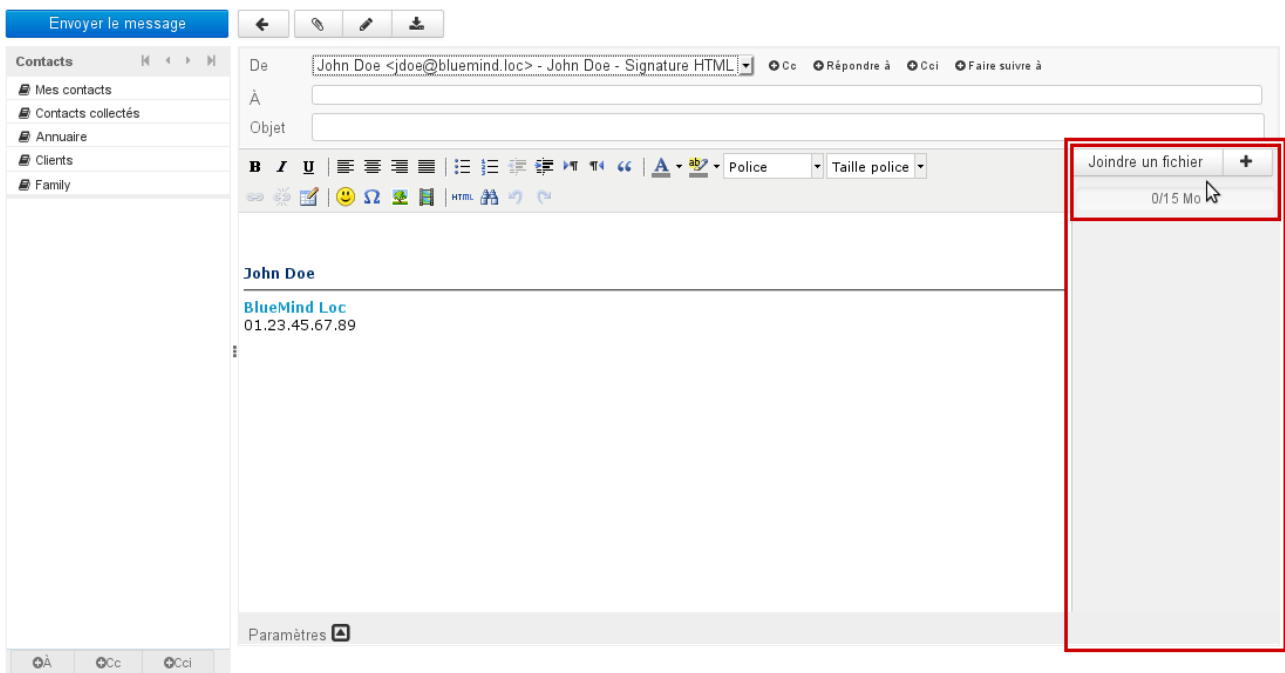 Envoyer le message
Contacts
Mes contacts
Contacts collectés
Annuaire
Clients
Family
À Cc Cci
De John Doe <jdoe@bluemind.loc> - John Doe - Signature HTML Cc Répondre à Cci Faire suivre à
À
Objet
B I U A ab Police Taille police
Ω HTML
Joindre un fichier +
0/15 Mo
John Doe
BlueMind Loc
01.23.45.67.89
Paramètres